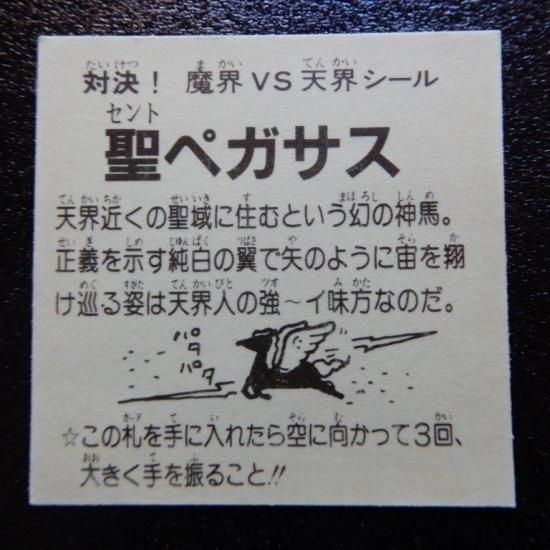 対決！ 魔界VS天界シール
聖ペガサス
天界近くの聖域に住むという幻の神馬。
正義を示す純白の翼で矢のように宙を翔
け巡る姿は天界人の強〜イ味方なのだ。
パタパタ
☆この札を手に入れたら空に向かって3回、
大きく手を振ること!!